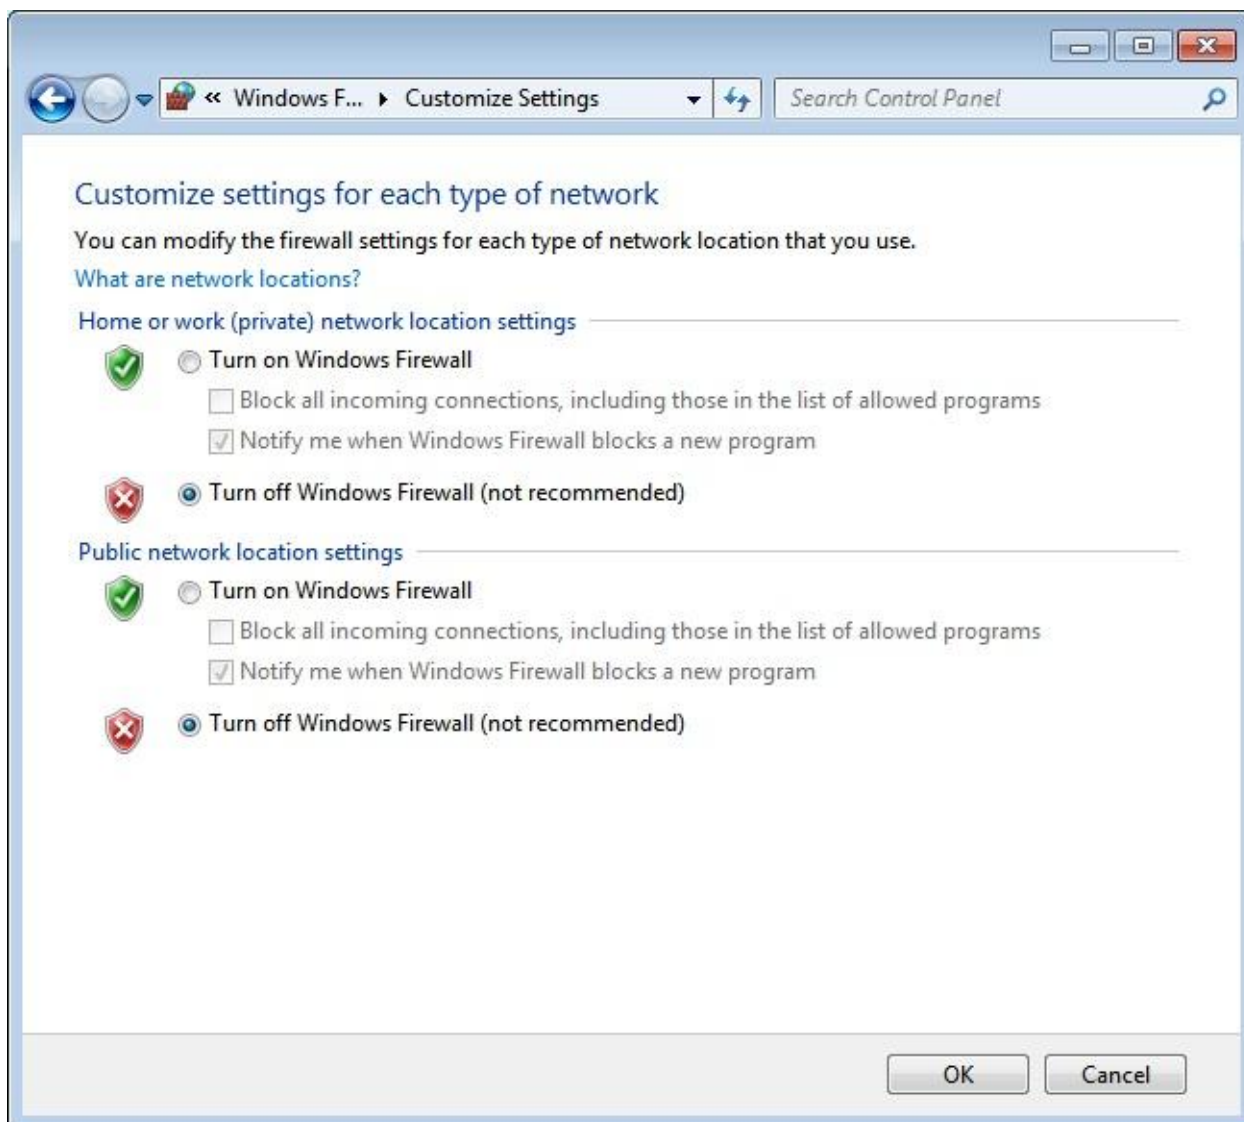 « Windows F... ▸ Customize Settings
Search Control Panel
Customize settings for each type of network
You can modify the firewall settings for each type of network location that you use.
What are network locations?
Home or work (private) network location settings
Turn on Windows Firewall
Block all incoming connections, including those in the list of allowed programs
Notify me when Windows Firewall blocks a new program
Turn off Windows Firewall (not recommended)
Public network location settings
Turn on Windows Firewall
Block all incoming connections, including those in the list of allowed programs
Notify me when Windows Firewall blocks a new program
Turn off Windows Firewall (not recommended)
OK
Cancel